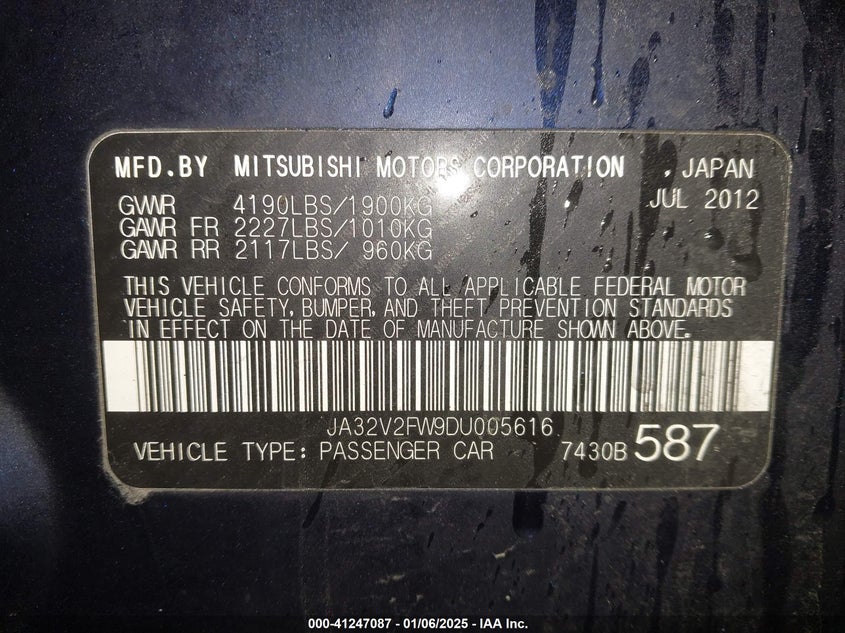 MFD.BY MITSUBISHI MOTORS CORPORATION , JAPAN
JUL 2012
GVWR 4190LBS/1900KG
GAWR FR 2227LBS/1010KG
GAWR RR 2117LBS/ 960KG
THIS VEHICLE CONFORMS TO ALL APPLICABLE FEDERAL MOTOR
VEHICLE SAFETY, BUMPER, AND THEFT PREVENTION STANDARDS
IN EFFECT ON THE DATE OF MANUFACTURE SHOWN ABOVE.
JA32V2FW9DU005616
VEHICLE TYPE: PASSENGER CAR 7430B 587
000-41247087 - 01/06/2025 - IAA Inc.